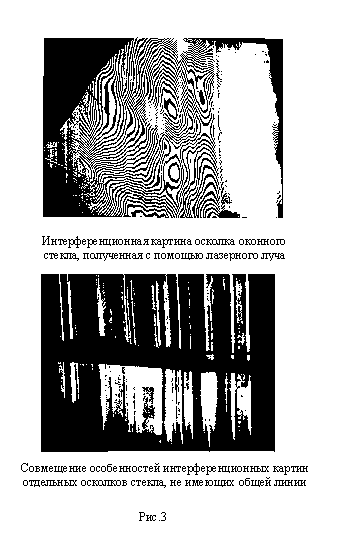 Интерференционная картина осколка оконного
стекла, полученная с помощью лазерного луча
Совмещение особенностей интерференционных картин
отдельных осколков стекла, не имеющих общей линии
Рис.3